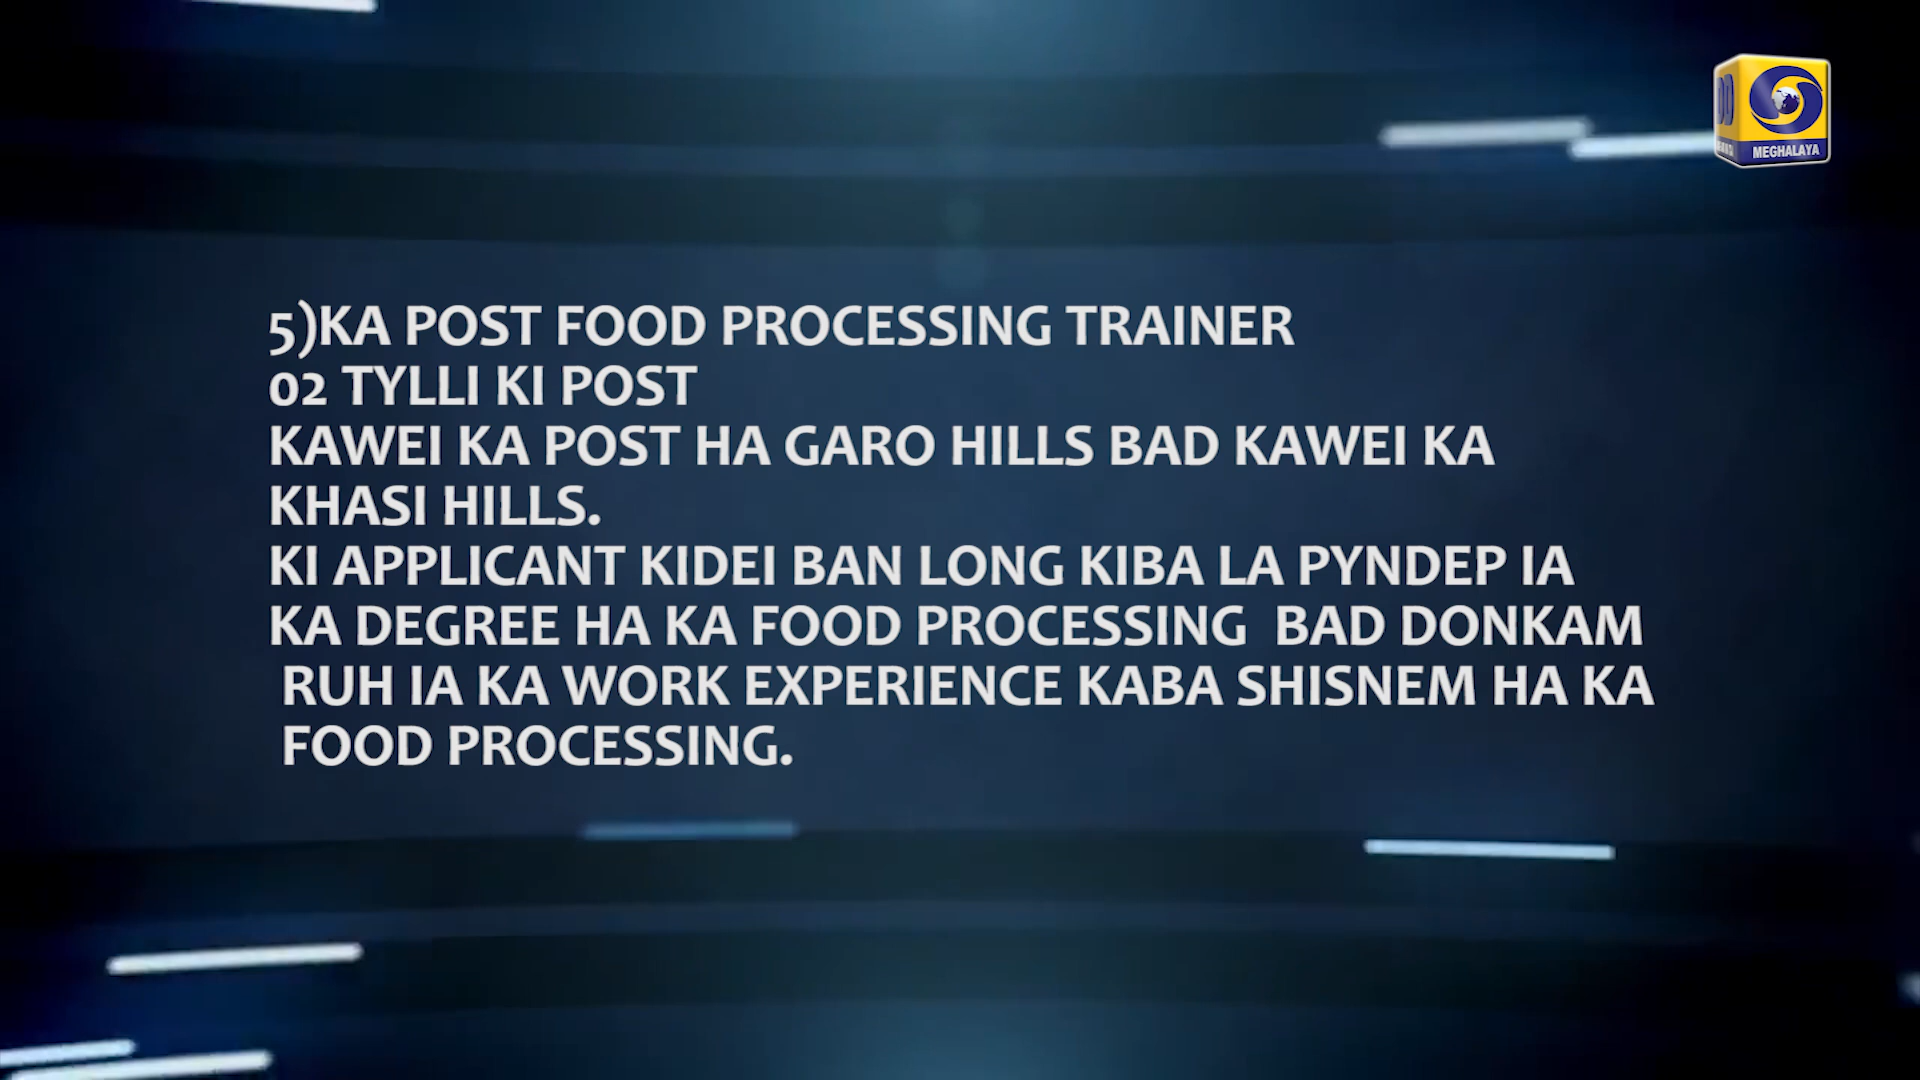 5)KA POST FOOD PROCESSING TRAINER
02 TYLLI KI POST
KAWEI KA POST HA GARO HILLS BAD KAWEI KA
KHASI HILLS.
KI APPLICANT KIDEI BAN LONG KIBA LA PYNDEP IA
KA DEGREE HA KA FOOD PROCESSING BAD DONKAM
RUH IA KA WORK EXPERIENCE KABA SHISNEM HA KA
FOOD PROCESSING.
DD
MEGHALAYA